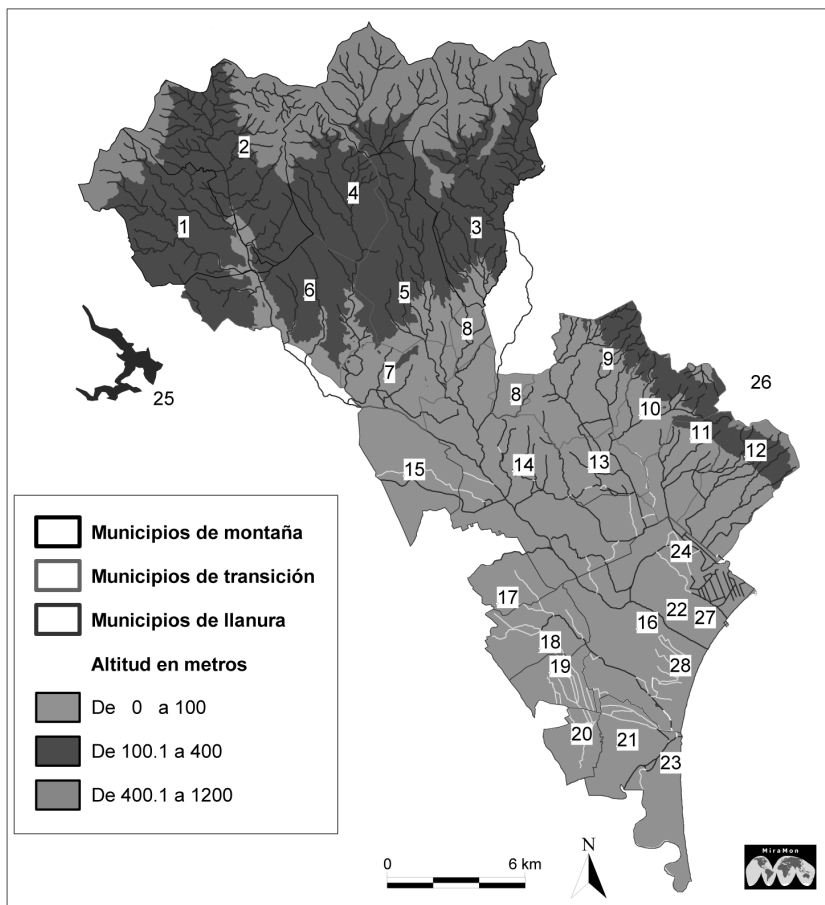 2
4
1
3
6
5
8
25
7
9
26
8
10
11
12
15
14
13
Municipios de montaña
Municipios de transición
Municipios de llanura
Altitud en metros
De 0 a 100
De 100.1 a 400
De 400.1 a 1200
24
17
22
27
16
18
28
19
20
21
23
0 6 km
N
MiraMon